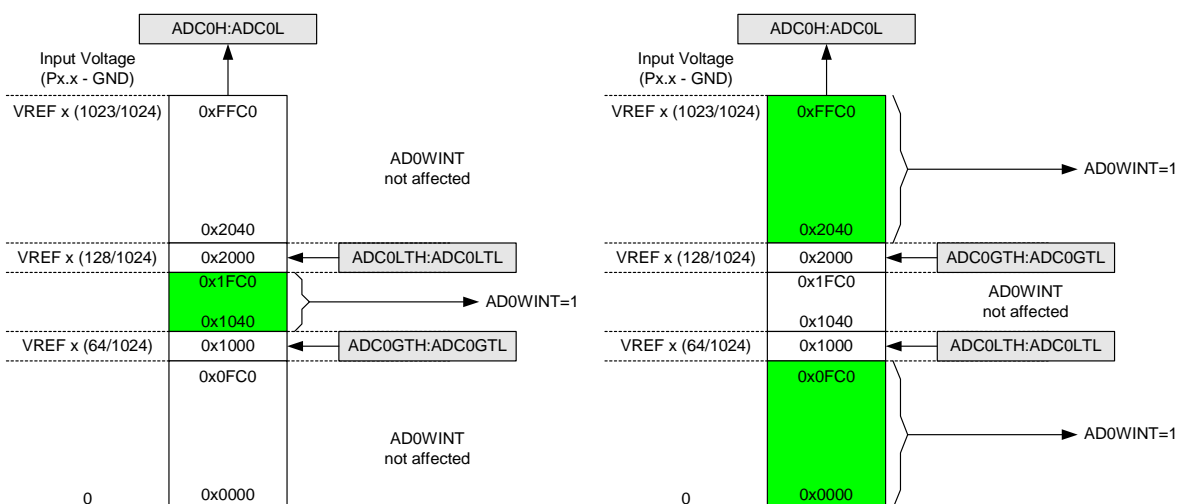 ADC0H:ADC0L
Input Voltage
(Px.x - GND)
VREF x (1023/1024)
0xFFC0
AD0WINT
not affected
0x2040
VREF x (128/1024)
0x2000
ADC0LTH:ADC0LTL
0x1FC0
AD0WINT=1
0x1040
VREF x (64/1024)
0x1000
ADC0GTH:ADC0GTL
0x0FC0
AD0WINT
not affected
0
0x0000
ADC0H:ADC0L
Input Voltage
(Px.x - GND)
VREF x (1023/1024)
0xFFC0
AD0WINT=1
0x2040
VREF x (128/1024)
0x2000
ADC0GTH:ADC0GTL
0x1FC0
AD0WINT
not affected
0x1040
VREF x (64/1024)
0x1000
ADC0LTH:ADC0LTL
0x0FC0
AD0WINT=1
0
0x0000